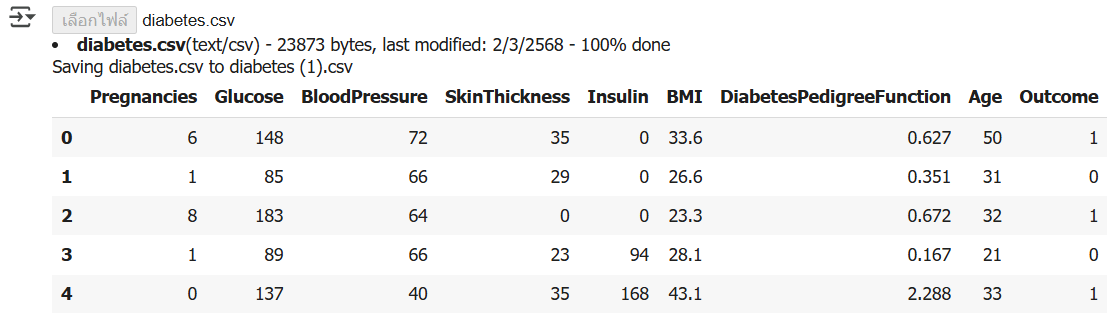 เลือกไฟล์ diabetes.csv
• diabetes.csv(text/csv) - 23873 bytes, last modified: 2/3/2568 - 100% done
Saving diabetes.csv to diabetes (1).csv
Pregnancies Glucose BloodPressure SkinThickness Insulin BMI DiabetesPedigreeFunction Age Outcome
0 6 148 72 35 0 33.6 0.627 50 1
1 1 85 66 29 0 26.6 0.351 31 0
2 8 183 64 0 0 23.3 0.672 32 1
3 1 89 66 23 94 28.1 0.167 21 0
4 0 137 40 35 168 43.1 2.288 33 1